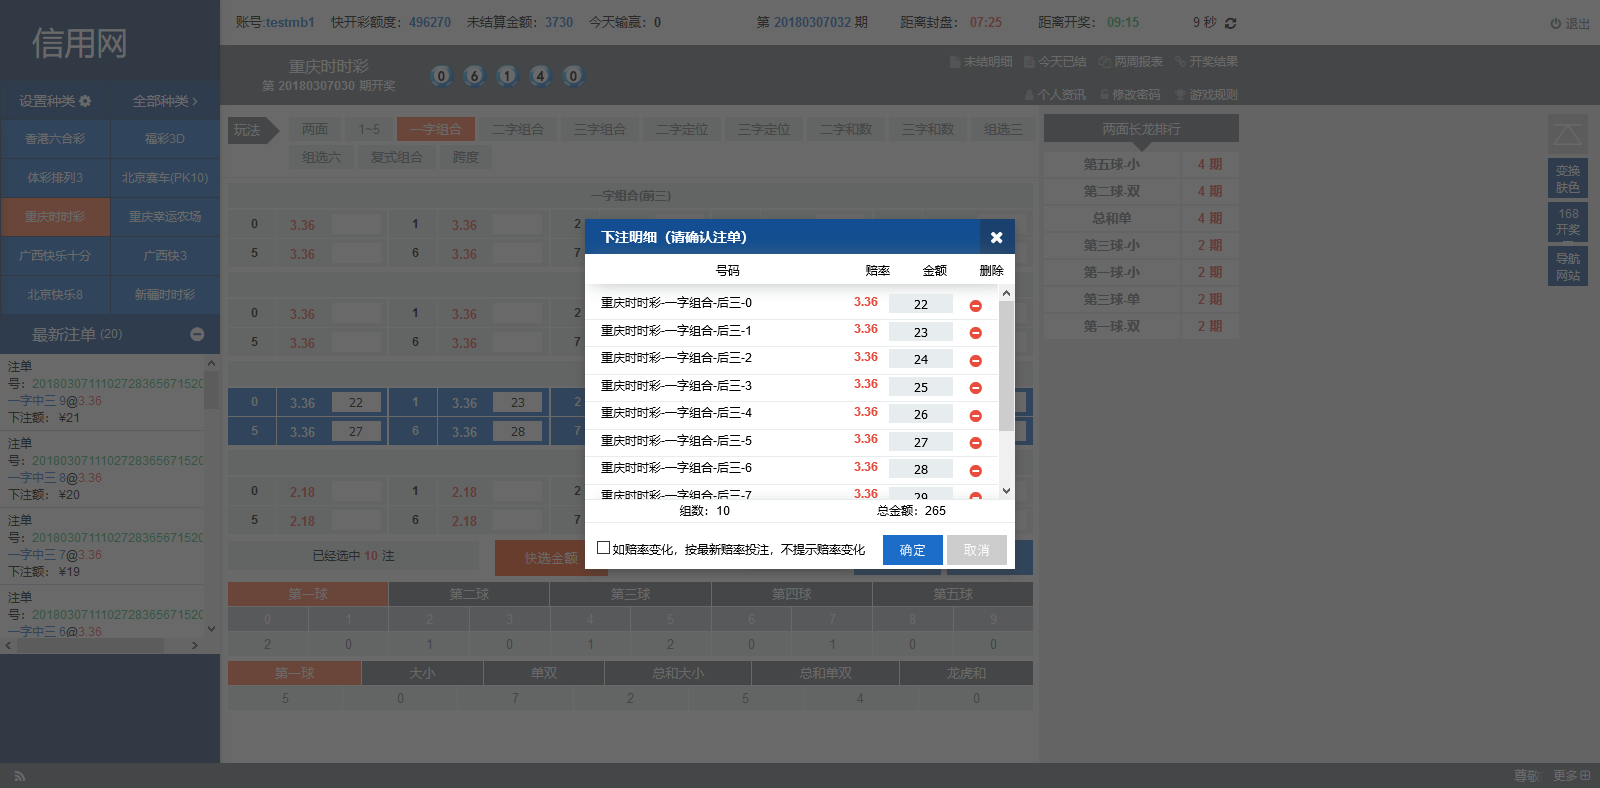 信用网
账号:testmb1 快开彩额度：496270 未结算金额：3730 今天输赢：0 第 20180307032 期 距离封盘：07:25 距离开奖：09:15 9 秒 退出
重庆时时彩
第 20180307030 期开奖
0 6 1 4 0
未结明细 今天已结 两周报表 开奖结果
个人资讯 修改密码 游戏规则
设置种类 全部种类
香港六合彩 福彩3D
体彩排列3 北京赛车(PK10)
重庆时时彩 重庆幸运农场
广西快乐十分 广西快3
北京快乐8 新疆时时彩
最新注单 (20)
注单
号：2018030711102728365671520
一字中三 9@3.36
下注额： ¥21
注单
号：2018030711102728365671520
一字中三 8@3.36
下注额： ¥20
注单
号：2018030711102728365671520
一字中三 7@3.36
下注额： ¥19
注单
号：2018030711102728365671520
一字中三 6@3.36
玩法 两面 1~5 一字组合 二字组合 三字组合 二字定位 三字定位 二字和数 三字和数 组选三
组选六 复式组合 跨度
一字组合(前三)
0 3.36 1 3.36 2
5 3.36 6 3.36 7
0 3.36 1 3.36 2
5 3.36 6 3.36 7
0 3.36 22 1 3.36 23 2
5 3.36 27 6 3.36 28 7
0 2.18 1 2.18 2
5 2.18 6 2.18 7
已经选中 10 注 快选金额
下注明细（请确认注单）
号码 赔率 金额 删除
重庆时时彩-一字组合-后三-0 3.36 22
重庆时时彩-一字组合-后三-1 3.36 23
重庆时时彩-一字组合-后三-2 3.36 24
重庆时时彩-一字组合-后三-3 3.36 25
重庆时时彩-一字组合-后三-4 3.36 26
重庆时时彩-一字组合-后三-5 3.36 27
重庆时时彩-一字组合-后三-6 3.36 28
重庆时时彩-一字组合-后三-7 3.36 29
组数：10 总金额：265
如赔率变化，按最新赔率投注，不提示赔率变化 确定 取消
第一球 第二球 第三球 第四球 第五球
0 1 2 3 4 5 6 7 8 9
2 0 1 0 1 2 0 1 0 0
第一球 大小 单双 总和大小 总和单双 龙虎和
5 0 7 2 5 4 0
两面长龙排行
第五球-小 4 期
第二球-双 4 期
总和单 4 期
第三球-小 2 期
第一球-小 2 期
第三球-单 2 期
第一球-双 2 期
变换
肤色
168
开奖
导航
网站
尊敬 更多